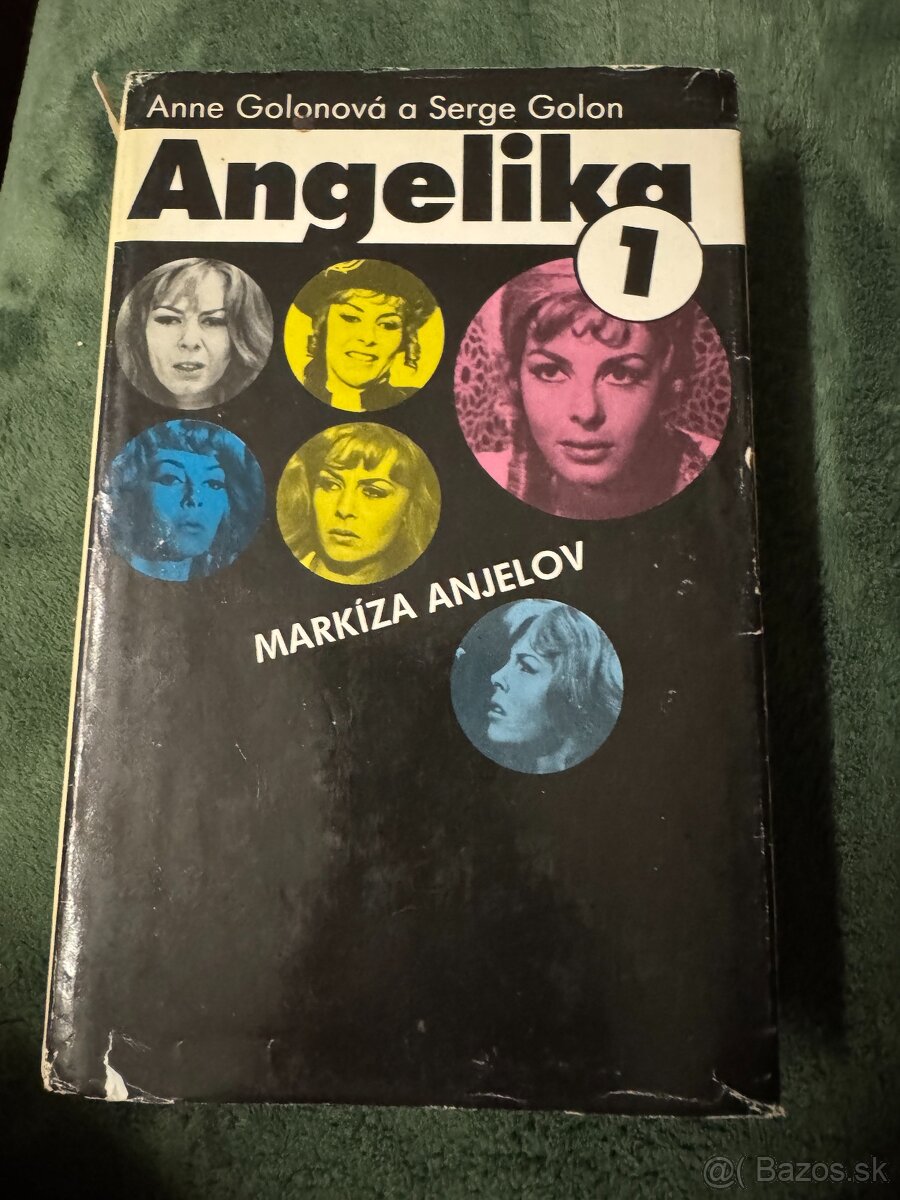 Anne Golonová a Serge Golon
Angelika
1
MARKÍZA ANJELOV
@( Bazos.sk